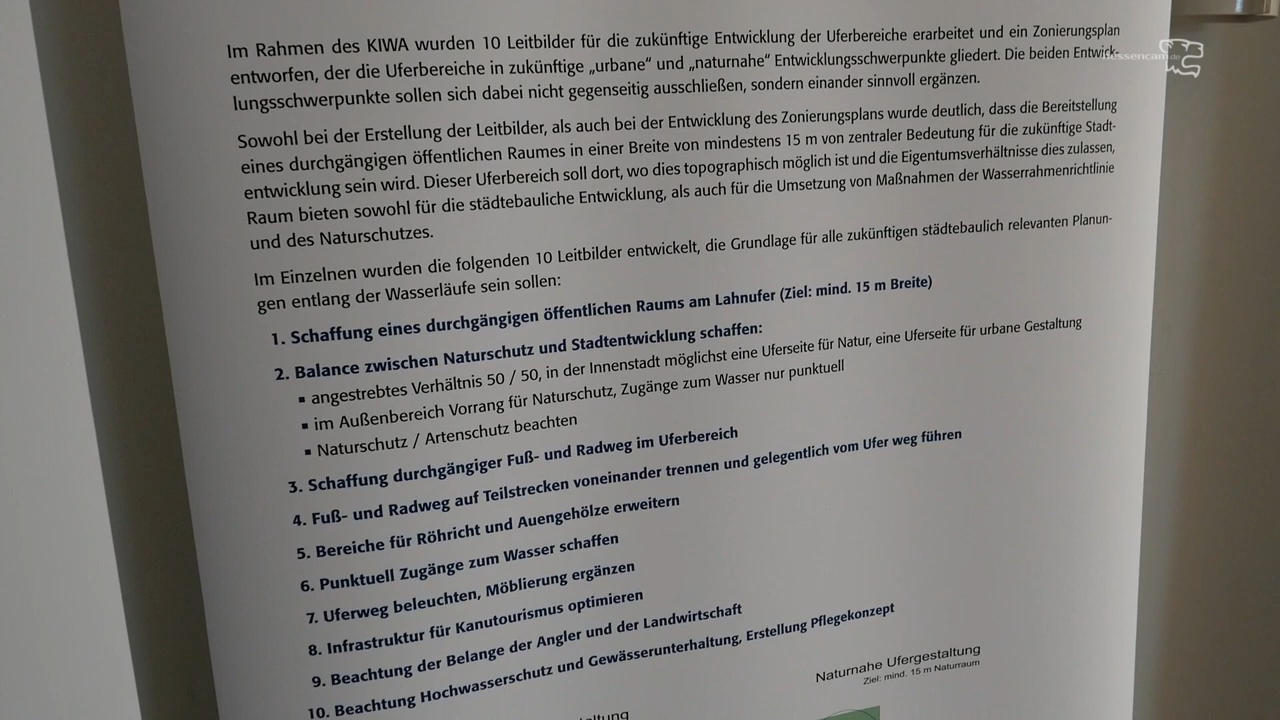 Im Rahmen des KIWA wurden 10 Leitbilder für die zukünftige Entwicklung der Uferbereiche erarbeitet und ein Zonierungsplan
entworfen, der die Uferbereiche in zukünftige „urbane“ und „naturnahe“ Entwicklungsschwerpunkte gliedert. Die beiden Entwick-
lungsschwerpunkte sollen sich dabei nicht gegenseitig ausschließen, sondern einander sinnvoll ergänzen.
Sowohl bei der Erstellung der Leitbilder, als auch bei der Entwicklung des Zonierungsplans wurde deutlich, dass die Bereitstellung
eines durchgängigen öffentlichen Raumes in einer Breite von mindestens 15 m von zentraler Bedeutung für die zukünftige Stadt-
entwicklung sein wird. Dieser Uferbereich soll dort, wo dies topographisch möglich ist und die Eigentumsverhältnisse dies zulassen,
Raum bieten sowohl für die städtebauliche Entwicklung, als auch für die Umsetzung von Maßnahmen der Wasserrahmenrichtlinie
und des Naturschutzes.
Im Einzelnen wurden die folgenden 10 Leitbilder entwickelt, die Grundlage für alle zukünftigen städtebaulich relevanten Planun-
gen entlang der Wasserläufe sein sollen:
1. Schaffung eines durchgängigen öffentlichen Raums am Lahnufer (Ziel: mind. 15 m Breite)
2. Balance zwischen Naturschutz und Stadtentwicklung schaffen:
▪ angestrebtes Verhältnis 50 / 50, in der Innenstadt möglichst eine Uferseite für Natur, eine Uferseite für urbane Gestaltung
▪ im Außenbereich Vorrang für Naturschutz, Zugänge zum Wasser nur punktuell
▪ Naturschutz / Artenschutz beachten
3. Schaffung durchgängiger Fuß- und Radweg im Uferbereich
4. Fuß- und Radweg auf Teilstrecken voneinander trennen und gelegentlich vom Ufer weg führen
5. Bereiche für Röhricht und Auengehölze erweitern
6. Punktuell Zugänge zum Wasser schaffen
7. Uferweg beleuchten, Möblierung ergänzen
8. Infrastruktur für Kanutourismus optimieren
9. Beachtung der Belange der Angler und der Landwirtschaft
10. Beachtung Hochwasserschutz und Gewässerunterhaltung, Erstellung Pflegekonzept
Naturnahe Ufergestaltung
Ziel: mind. 15 m Naturraum